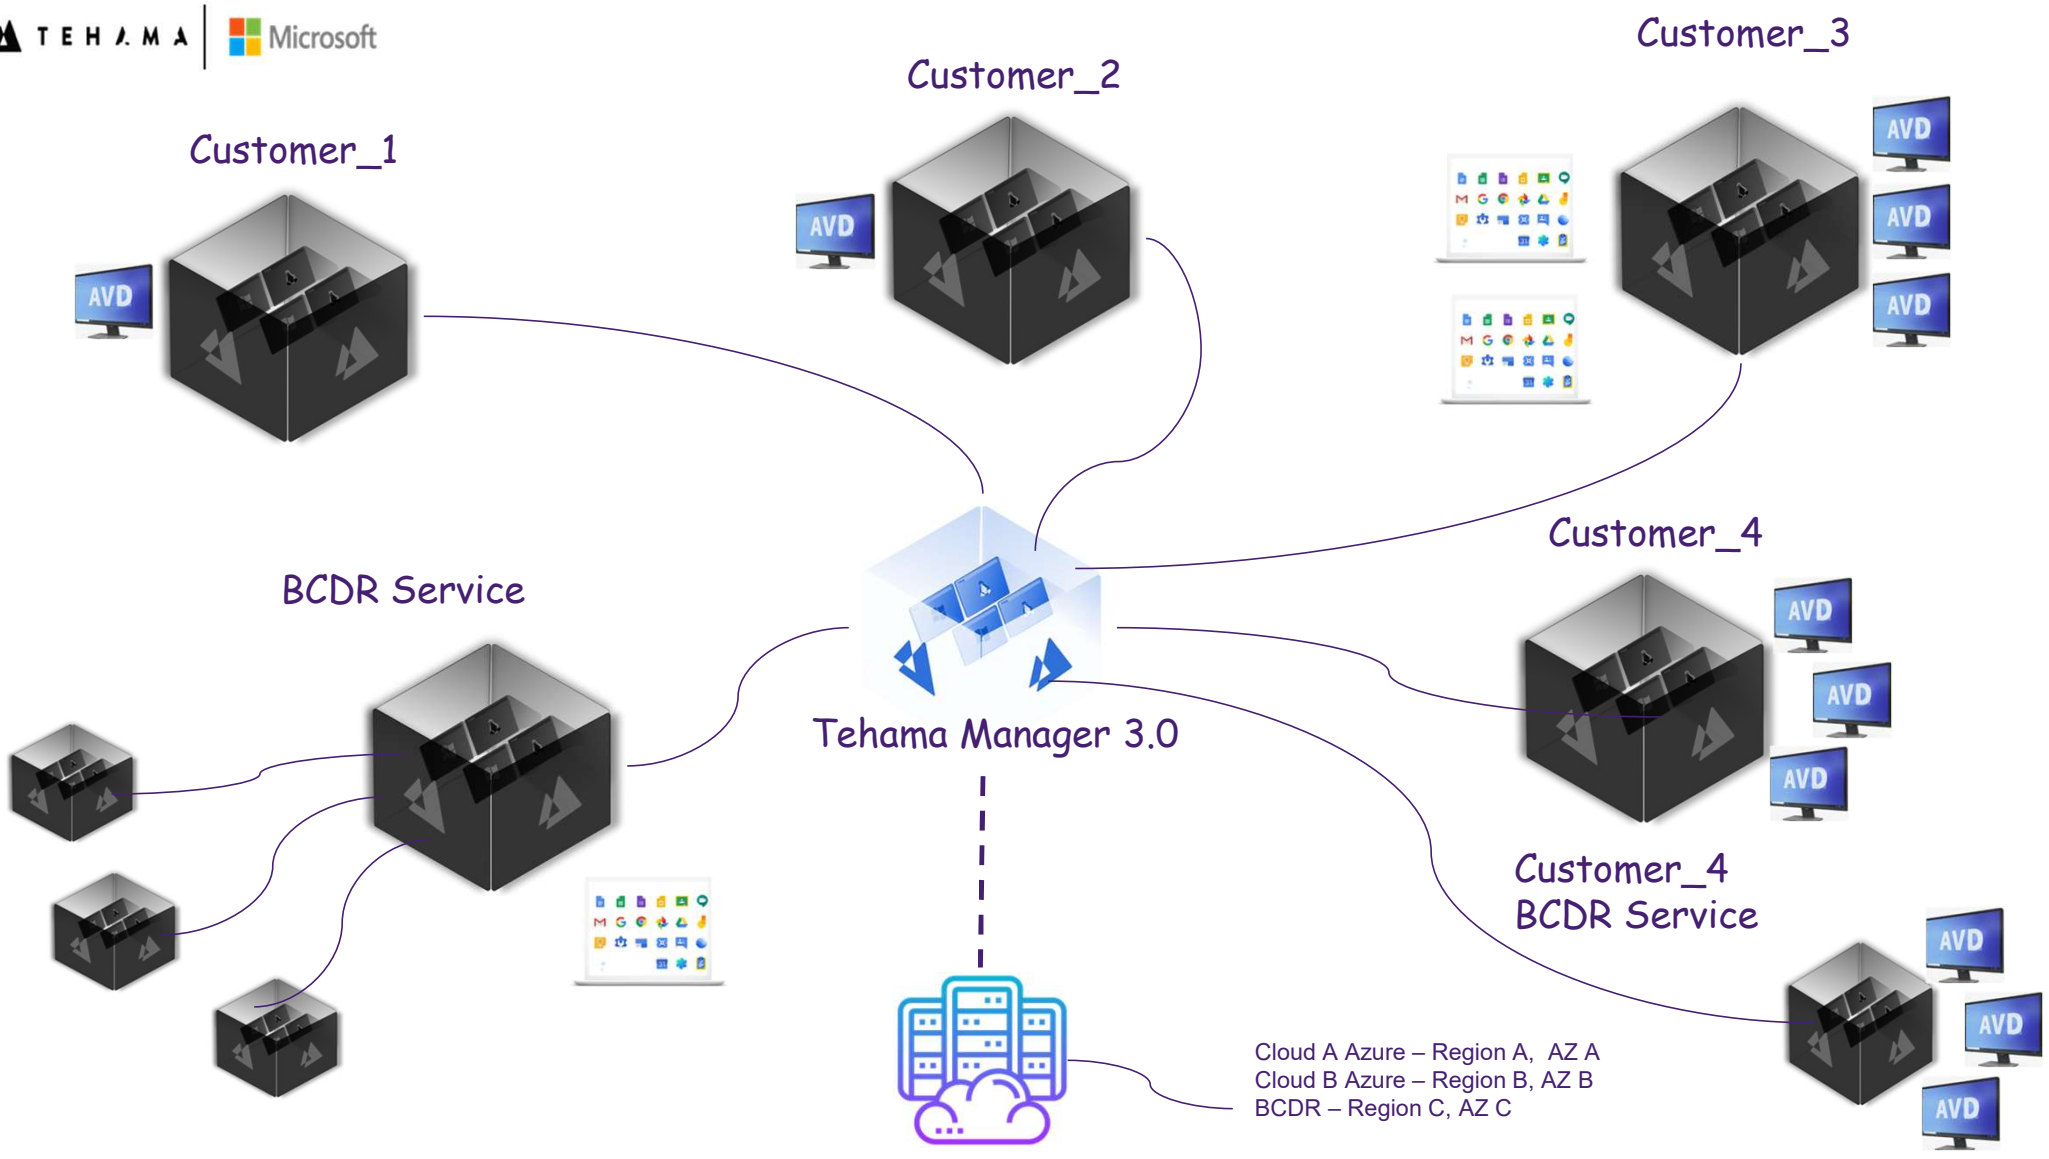 TEHAMA
Microsoft
Customer_3
Customer_2
Customer_1
AVD
AVD
AVD
AVD
AVD
Customer_4
BCDR Service
AVD
AVD
AVD
Tehama Manager 3.0
Customer_4
BCDR Service
AVD
AVD
AVD
Cloud A Azure – Region A, AZ A
Cloud B Azure – Region B, AZ B
BCDR – Region C, AZ C